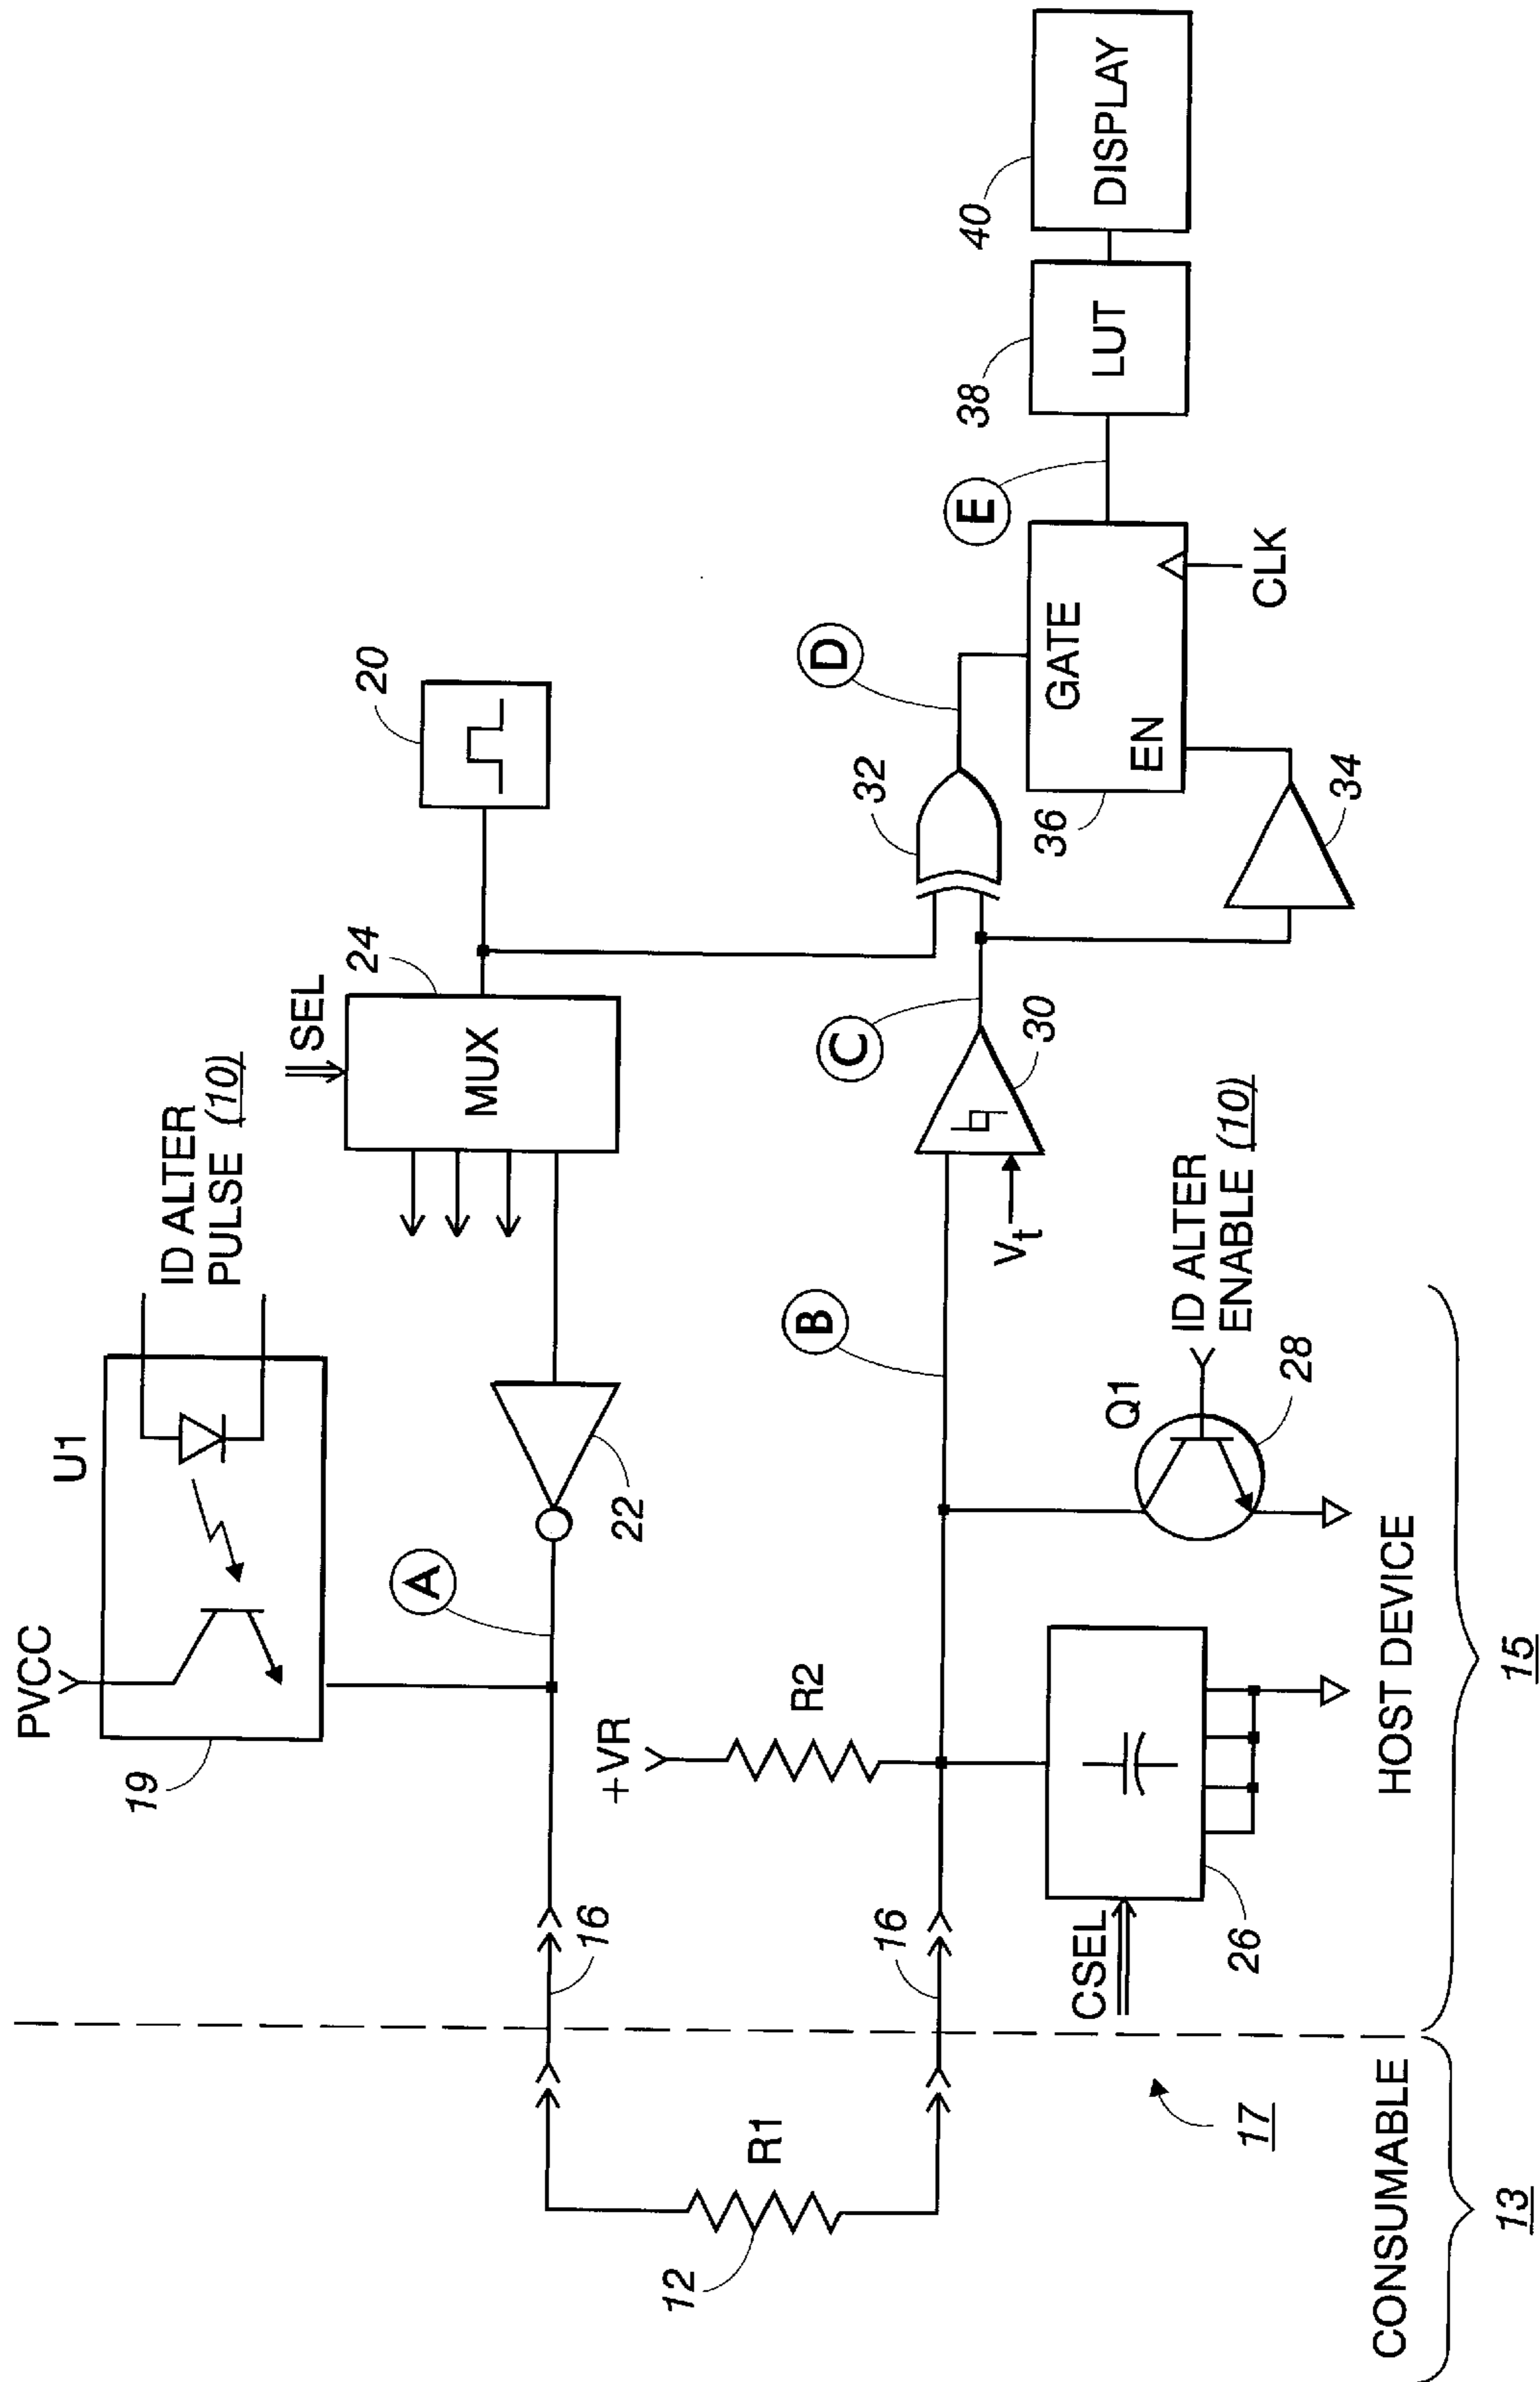 PVCC
U1
19
ID ALTER
PULSE (10)
SEL
24
MUX
20
A
22
+VR
R2
16
16
R1
12
B
Vt
C
30
32
D
GATE
EN
36
CLK
34
E
38
LUT
40
DISPLAY
CSEL
26
Q1
28
ID ALTER
ENABLE (10)
17
CONSUMABLE
13
HOST DEVICE
15